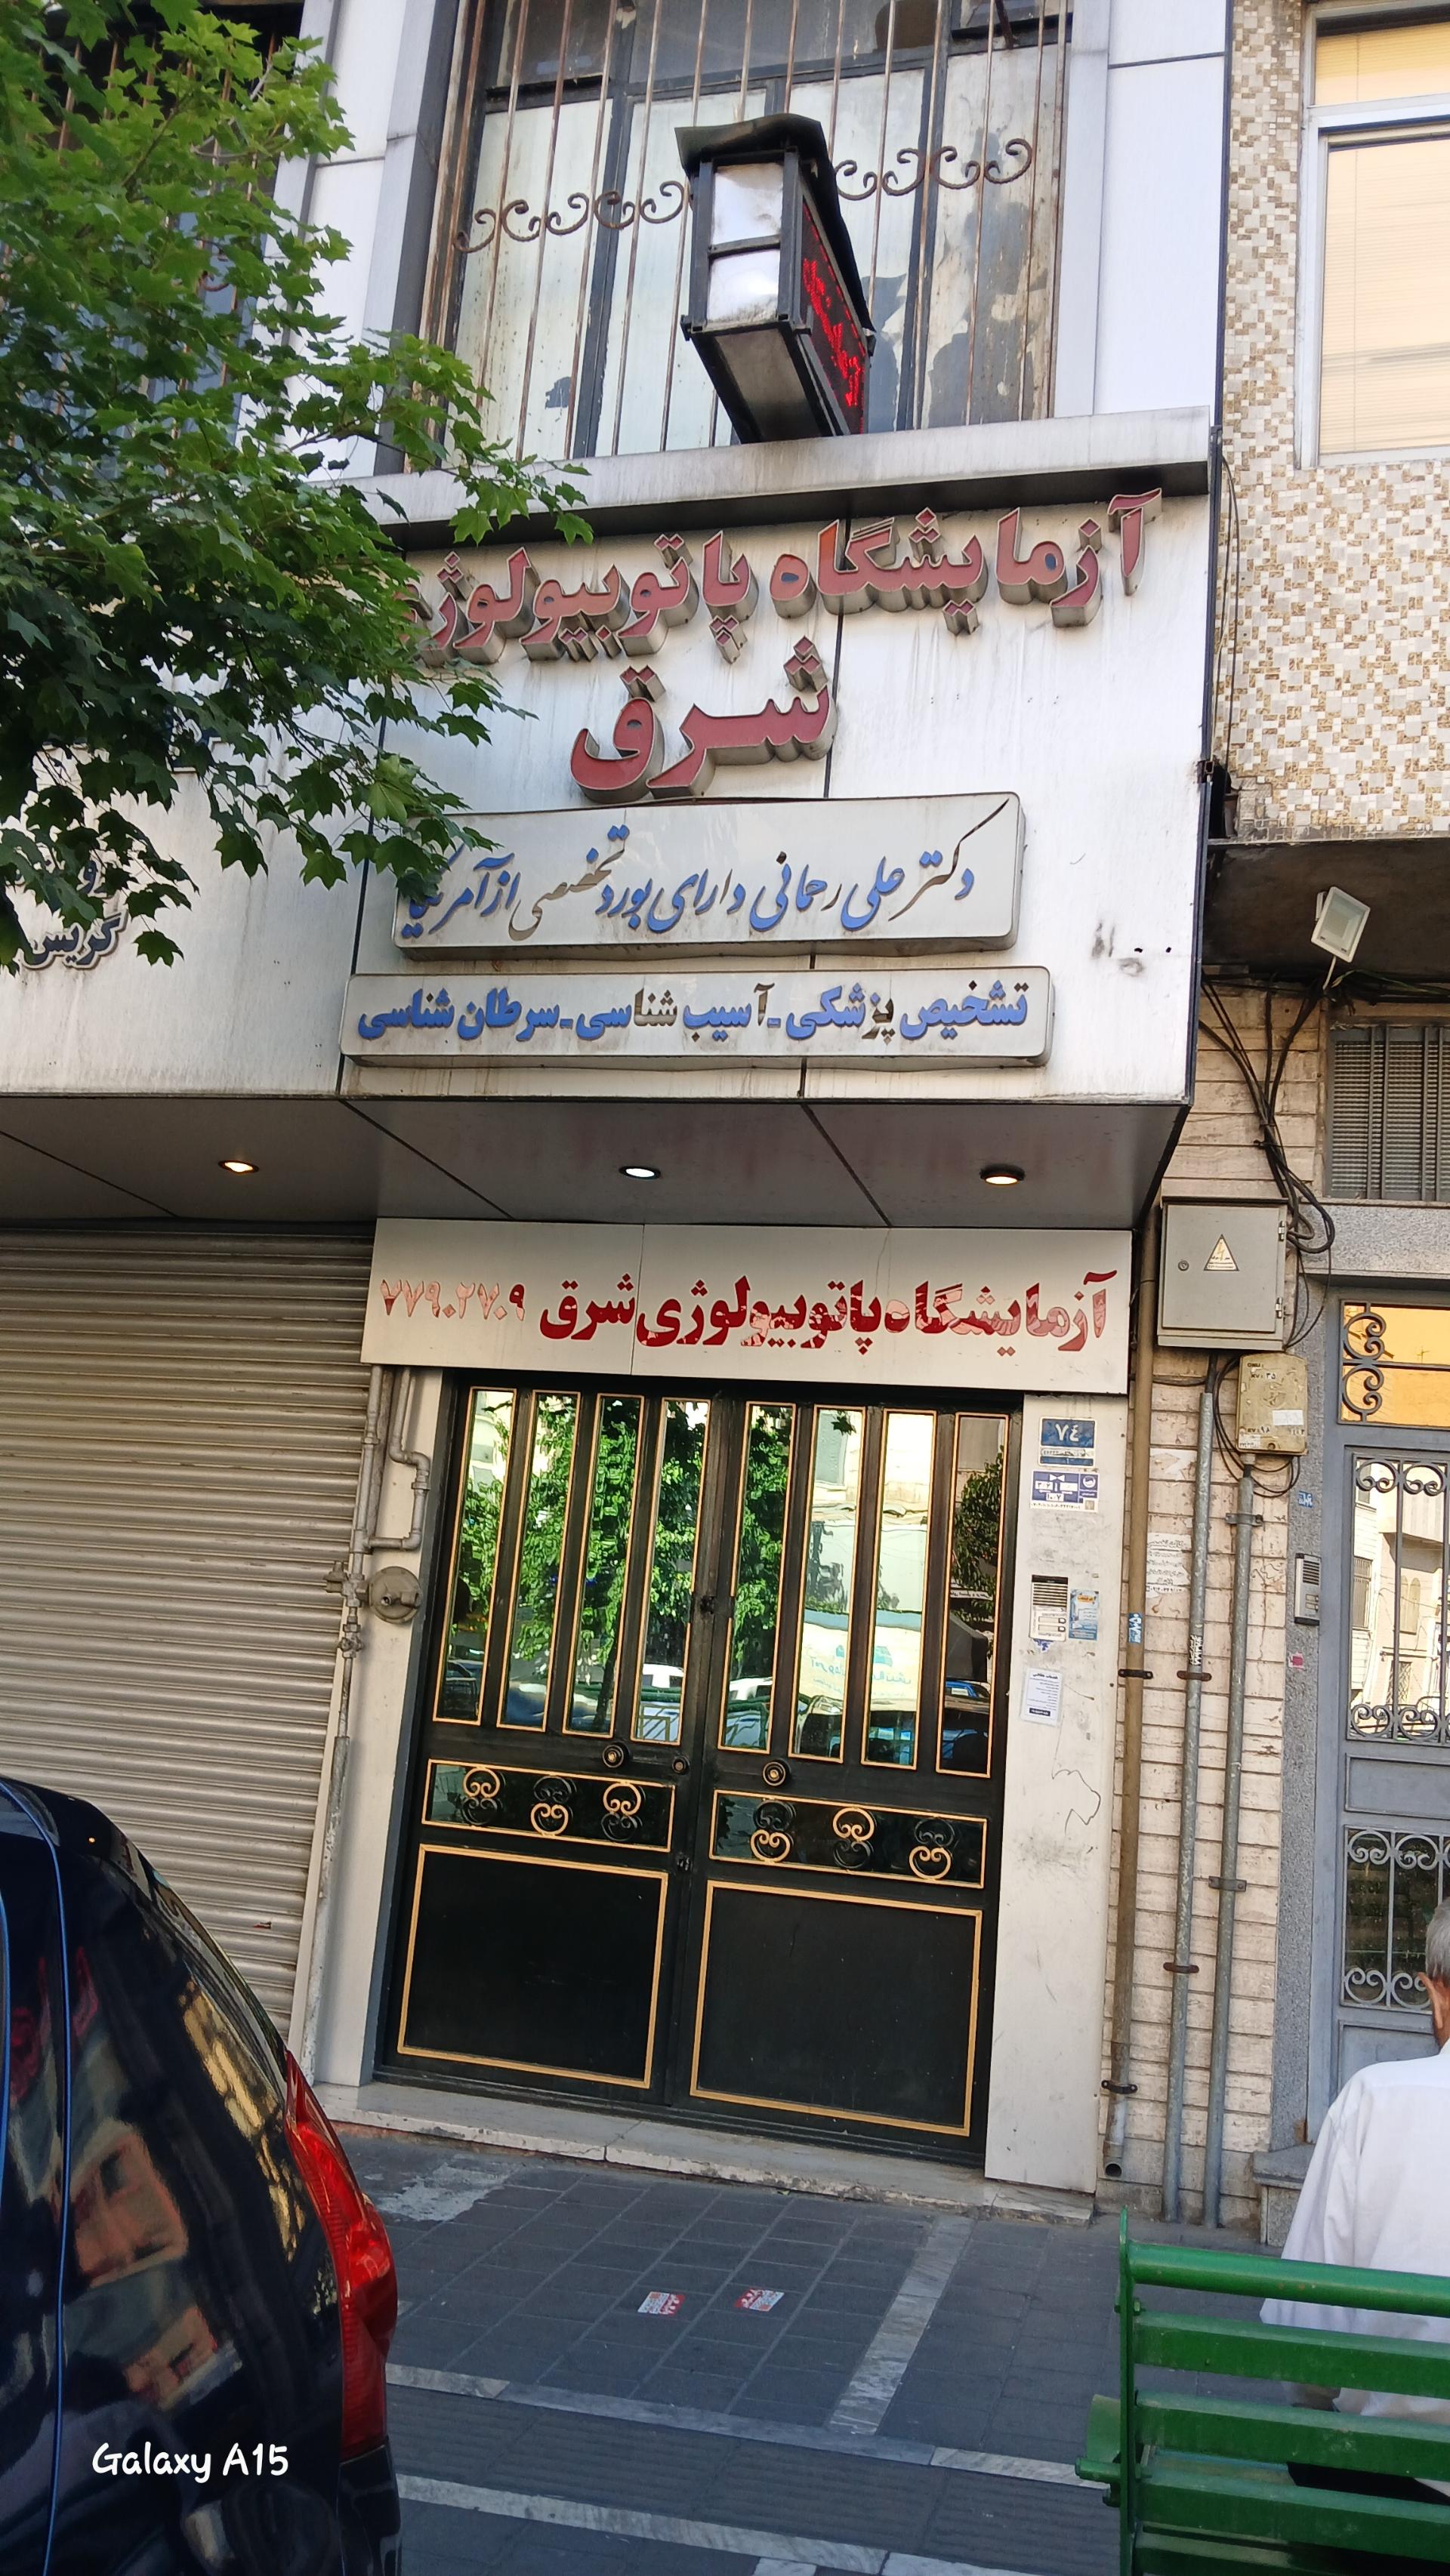 آزمایشگاه پاتوبیولوژی
شرق
دکتر علی رحمانی دارای بورد تخصصی از آمریکا
تشخیص پزشکی - آسیب شناسی - سرطان شناسی
گریس
آزمایشگاه پاتوبیولوژی شرق ۷۷۹۰۲۷۰۹
۷۴
Galaxy A15